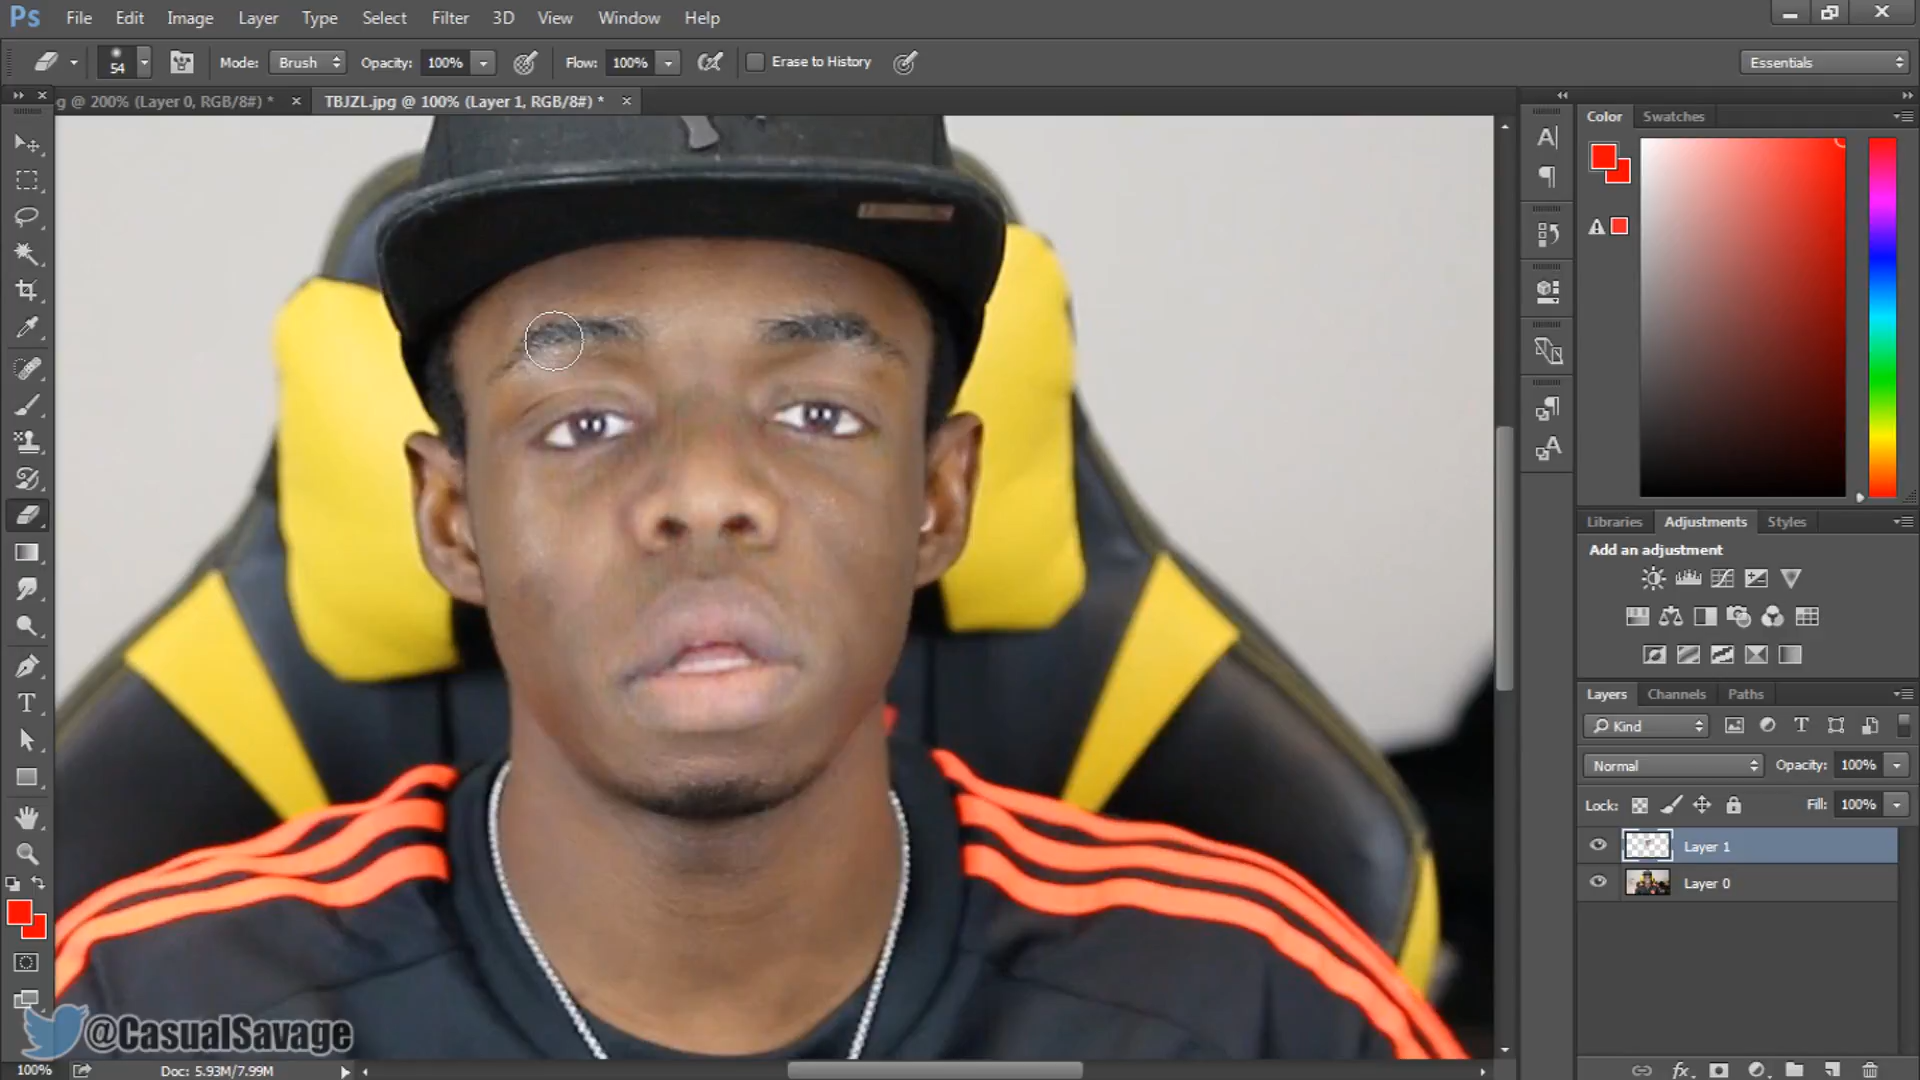 Ps File Edit Image Layer Type Select Filter 3D View Window Help
54 Mode: Brush Opacity: 100% Flow: 100% Erase to History Essentials
g @ 200% (Layer 0, RGB/8#) * × TBJZL.jpg @ 100% (Layer 1, RGB/8#) * ×
Color Swatches
Libraries Adjustments Styles
Add an adjustment
Layers Channels Paths
Kind
Normal Opacity: 100%
Lock: Fill: 100%
Layer 1
Layer 0
@CasualSavage
100% Doc: 5.93M/7.99M